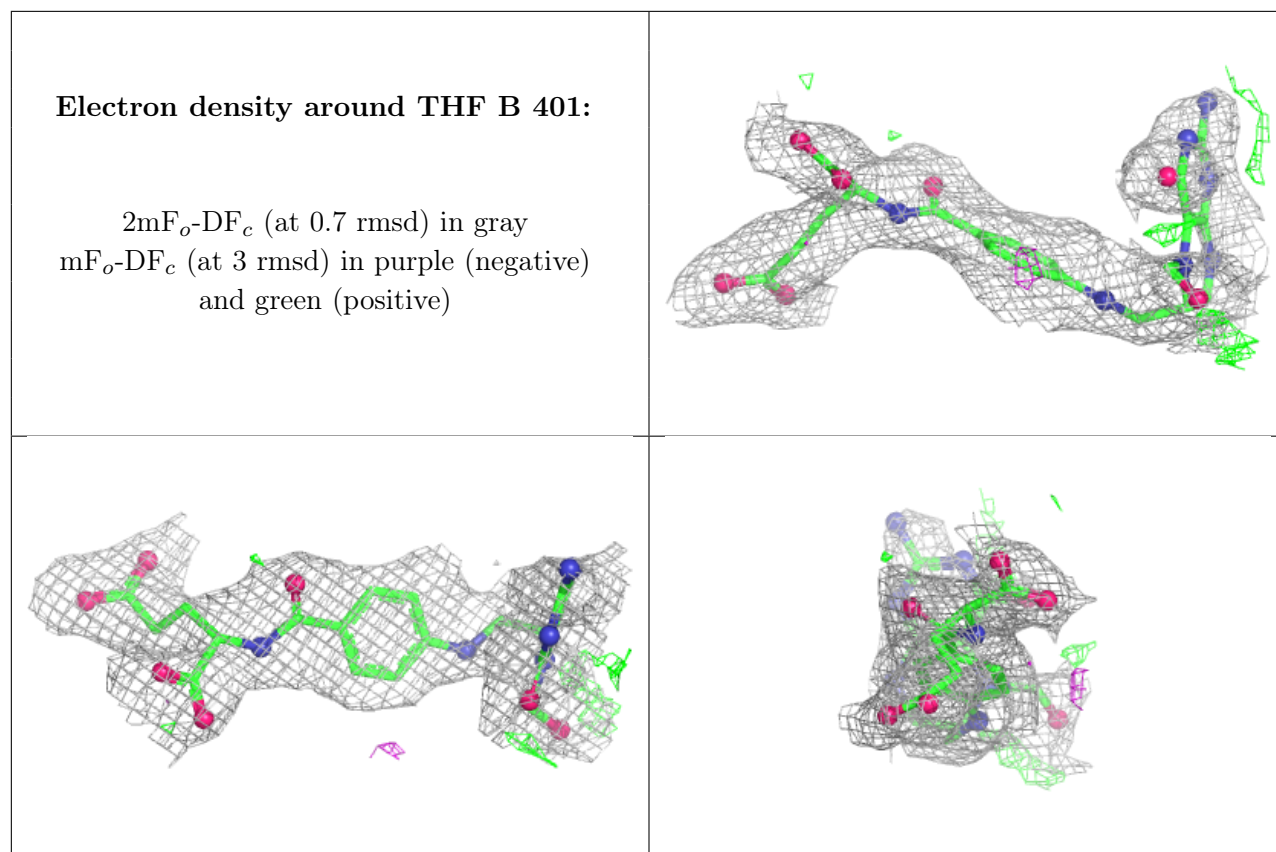 Electron density around THF B 401:
2mFₒ-DF𝒸 (at 0.7 rmsd) in gray
mFₒ-DF𝒸 (at 3 rmsd) in purple (negative)
and green (positive)